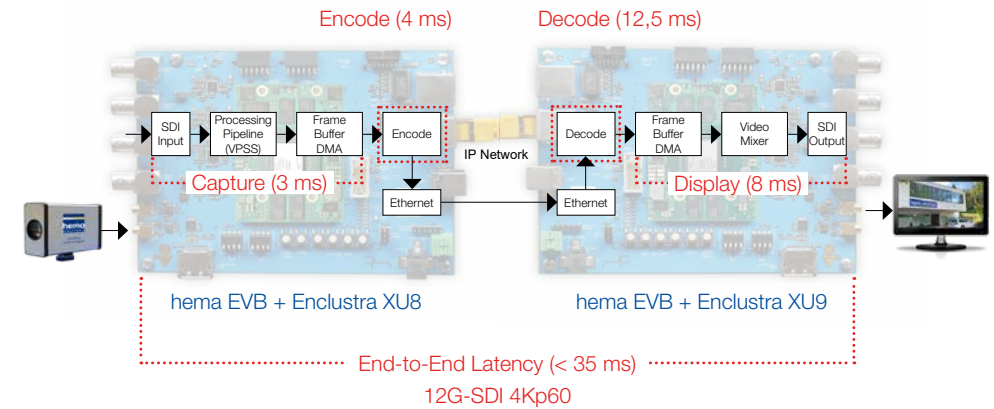 Encode (4 ms)
Decode (12,5 ms)
SDI
Input
Processing
Pipeline
(VPSS)
Frame
Buffer
DMA
Encode
Ethernet
Capture (3 ms)
IP Network
Decode
Ethernet
Frame
Buffer
DMA
Video
Mixer
SDI
Output
Display (8 ms)
hema
hema EVB + Enclustra XU8
hema EVB + Enclustra XU9
End-to-End Latency (< 35 ms)
12G-SDI 4Kp60